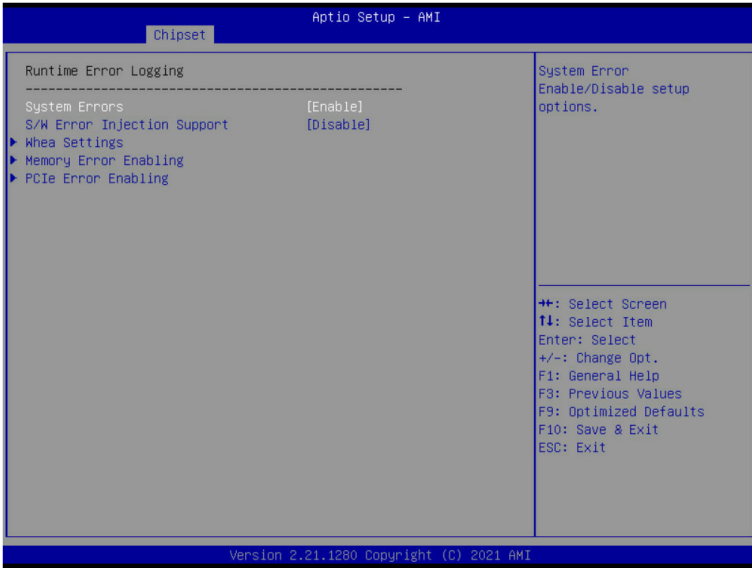 Aptio Setup – AMI
Chipset
Runtime Error Logging
--------------------------------------------------
System Errors [Enable]
S/W Error Injection Support [Disable]
Whea Settings
Memory Error Enabling
PCIe Error Enabling
System Error
Enable/Disable setup
options.
→←: Select Screen
↑↓: Select Item
Enter: Select
+/-: Change Opt.
F1: General Help
F3: Previous Values
F9: Optimized Defaults
F10: Save & Exit
ESC: Exit
Version 2.21.1280 Copyright (C) 2021 AMI